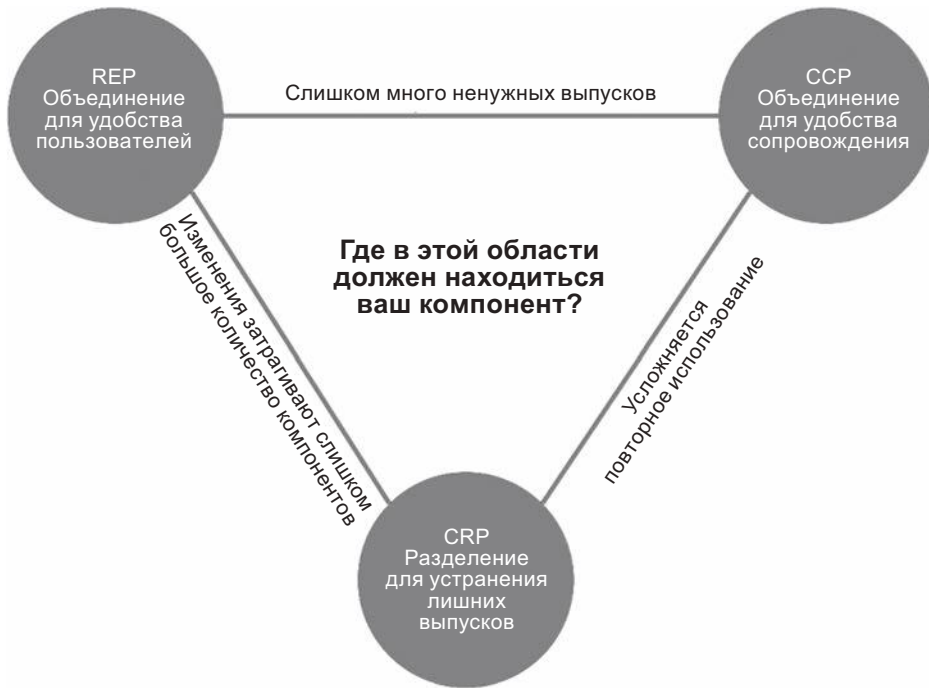 REP
Объединение
для удобства
пользователей
Слишком много ненужных выпусков
CCP
Объединение
для удобства
сопровождения
Где в этой области
должен находиться
ваш компонент?
Изменения затрагивают слишком
большое количество компонентов
Усложняется
повторное использование
CRP
Разделение
для устранения
лишних
выпусков